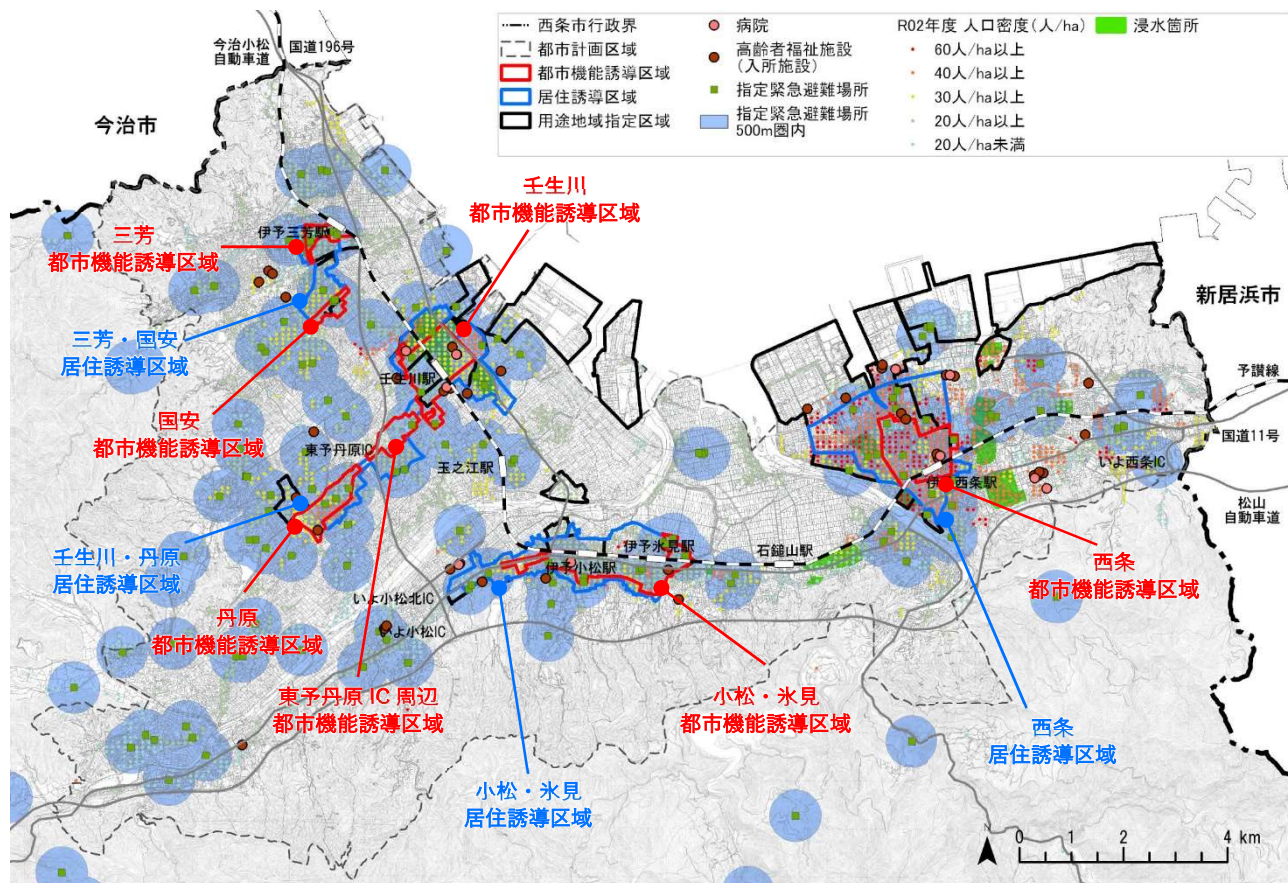 西条市行政界
都市計画区域
都市機能誘導区域
居住誘導区域
用途地域指定区域
病院
高齢者福祉施設
(入所施設)
指定緊急避難場所
指定緊急避難場所
500m圏内
R02年度 人口密度(人/ha)
60人/ha以上
40人/ha以上
30人/ha以上
20人/ha以上
20人/ha未満
浸水箇所
今治小松
自動車道
国道196号
今治市
壬生川
都市機能誘導区域
三芳
都市機能誘導区域
伊予三芳駅
新居浜市
三芳・国安
居住誘導区域
壬生川駅
予讃線
国安
都市機能誘導区域
東予丹原IC
玉之江駅
国道11号
いよ西条IC
伊予西条駅
松山
自動車道
壬生川・丹原
居住誘導区域
伊予氷見駅
石鎚山駅
伊予小松駅
西条
都市機能誘導区域
丹原
都市機能誘導区域
いよ小松北IC
いよ小松IC
東予丹原 IC 周辺
都市機能誘導区域
小松・氷見
都市機能誘導区域
西条
居住誘導区域
小松・氷見
居住誘導区域
0 1 2 4 km